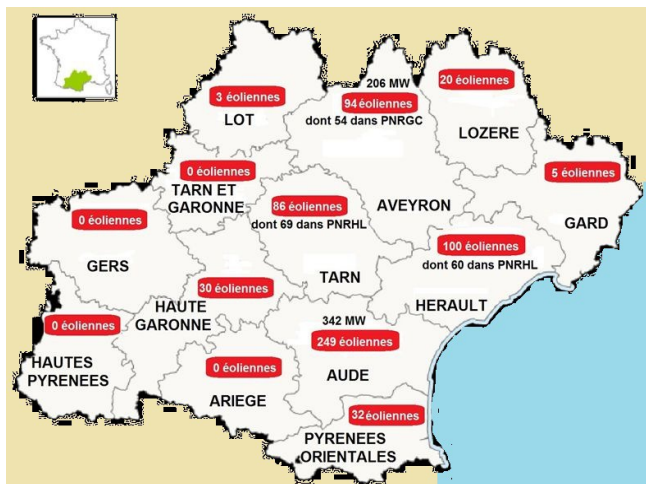 3 éoliennes
LOT
206 MW
94 éoliennes
dont 54 dans PNRGC
AVEYRON
20 éoliennes
LOZERE
0 éoliennes
TARN ET
GARONNE
86 éoliennes
dont 69 dans PNRHL
TARN
5 éoliennes
GARD
0 éoliennes
GERS
100 éoliennes
dont 60 dans PNRHL
HERAULT
30 éoliennes
HAUTE
GARONNE
0 éoliennes
HAUTES
PYRENEES
342 MW
249 éoliennes
AUDE
0 éoliennes
ARIEGE
32 éoliennes
PYRENEES
ORIENTALES